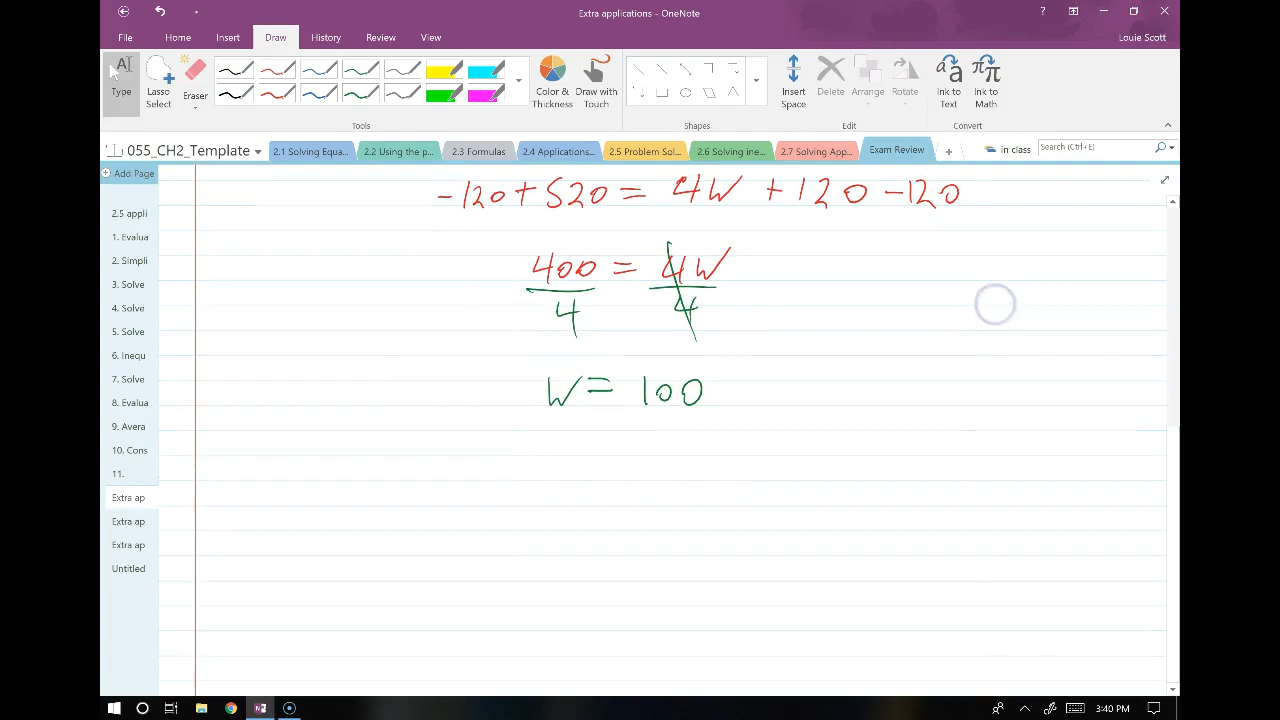 Extra applications - OneNote
File Home Insert Draw History Review View Louie Scott
Type Lasso Select Eraser Color & Thickness Draw with Touch Insert Space Delete Arrange Rotate Ink to Text Ink to Math
Tools Shapes Edit Convert
055_CH2_Template 2.1 Solving Equa... 2.2 Using the p... 2.3 Formulas 2.4 Applications... 2.5 Problem Sol... 2.6 Solving ine... 2.7 Solving App... Exam Review in class Search (Ctrl+E)
Add Page
2.5 appli
1. Evalua
2. Simpli
3. Solve
4. Solve
5. Solve
6. Inequ
7. Solve
8. Evalua
9. Avera
10. Cons
11.
Extra ap
Extra ap
Extra ap
Untitled
-120 + 520 = 4W + 120 - 120
400 = 4W
4 4
W = 100
3:40 PM